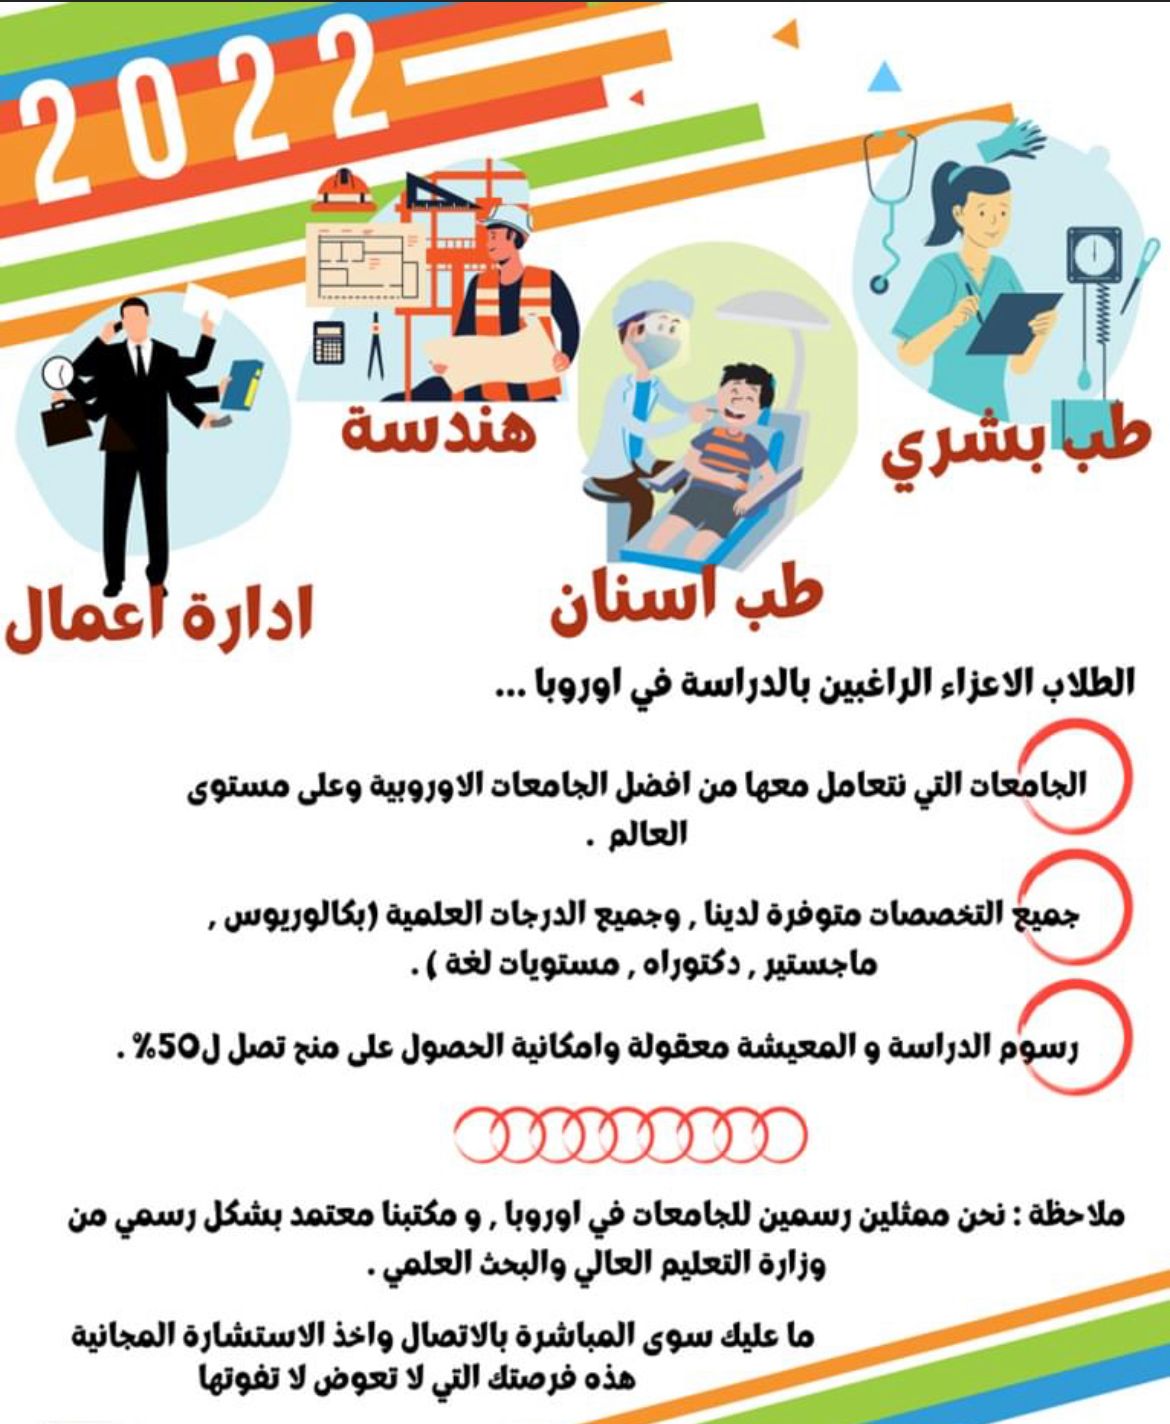 2022
طب بشري
هندسة
طب اسنان
ادارة اعمال
الطلاب الاعزاء الراغبين بالدراسة في اوروبا ...
الجامعات التي نتعامل معها من افضل الجامعات الاوروبية وعلى مستوى
العالم .
جميع التخصصات متوفرة لدينا , وجميع الدرجات العلمية (بكالوريوس ,
ماجستير , دكتوراه , مستويات لغة ) .
رسوم الدراسة و المعيشة معقولة وامكانية الحصول على منح تصل ل50% .
ملاحظة : نحن ممثلين رسمين للجامعات في اوروبا , و مكتبنا معتمد بشكل رسمي من
وزارة التعليم العالي والبحث العلمي .
ما عليك سوى المباشرة بالاتصال واخذ الاستشارة المجانية
هذه فرصتك التي لا تعوض لا تفوتها